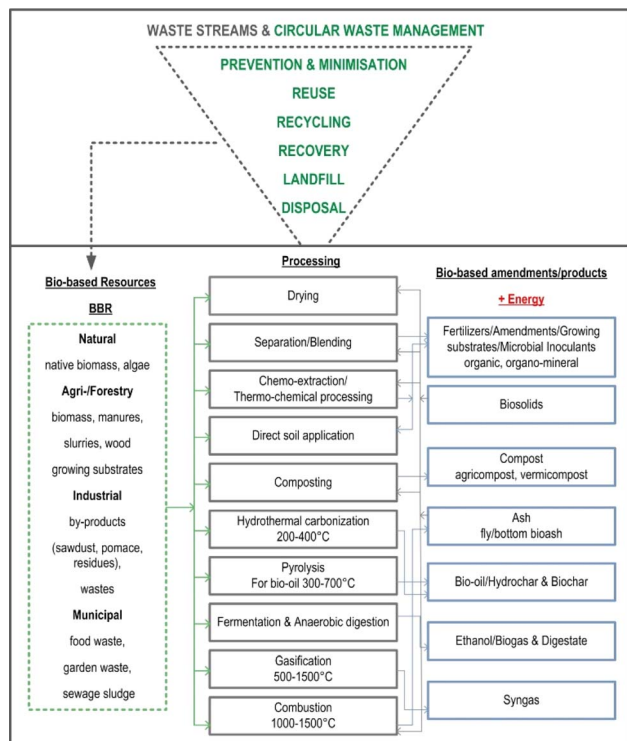 WASTE STREAMS & CIRCULAR WASTE MANAGEMENT
PREVENTION & MINIMISATION
REUSE
RECYCLING
RECOVERY
LANDFILL
DISPOSAL
Bio-based Resources
BBR
Natural
native biomass, algae
Agri-/Forestry
biomass, manures,
slurries, wood
growing substrates
Industrial
by-products
(sawdust, pomace,
residues),
wastes
Municipal
food waste,
garden waste,
sewage sludge
Processing
Drying
Separation/Blending
Chemo-extraction/
Thermo-chemical processing
Direct soil application
Composting
Hydrothermal carbonization
200-400°C
Pyrolysis
For bio-oil 300-700°C
Fermentation & Anaerobic digestion
Gasification
500-1500°C
Combustion
1000-1500°C
Bio-based amendments/products
+ Energy
Fertilizers/Amendments/Growing
substrates/Microbial Inoculants
organic, organo-mineral
Biosolids
Compost
agricompost, vermicompost
Ash
fly/bottom bioash
Bio-oil/Hydrochar & Biochar
Ethanol/Biogas & Digestate
Syngas